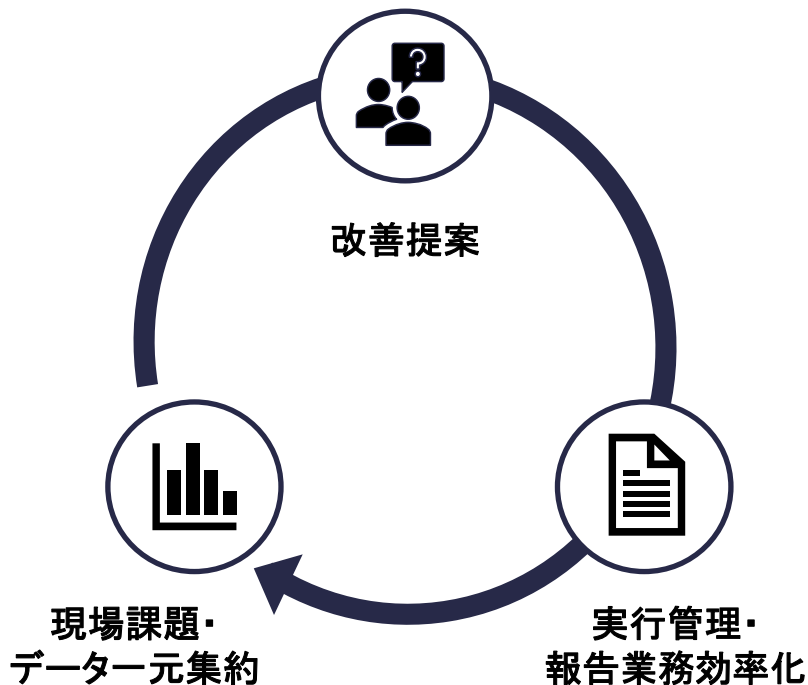 ?
改善提案
現場課題・
データ一元集約
実行管理・
報告業務効率化